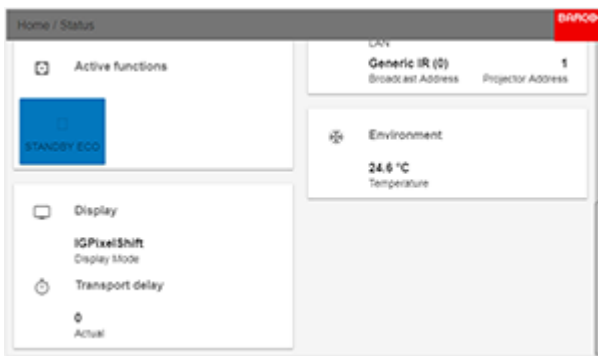 Home / Status
BARCO
Active functions
STANDBY ECO
Display
IGPixelShift
Display Mode
Transport delay
0
Actual
LAN
Generic IR (0) 1
Broadcast Address Projector Address
Environment
24.6 °C
Temperature